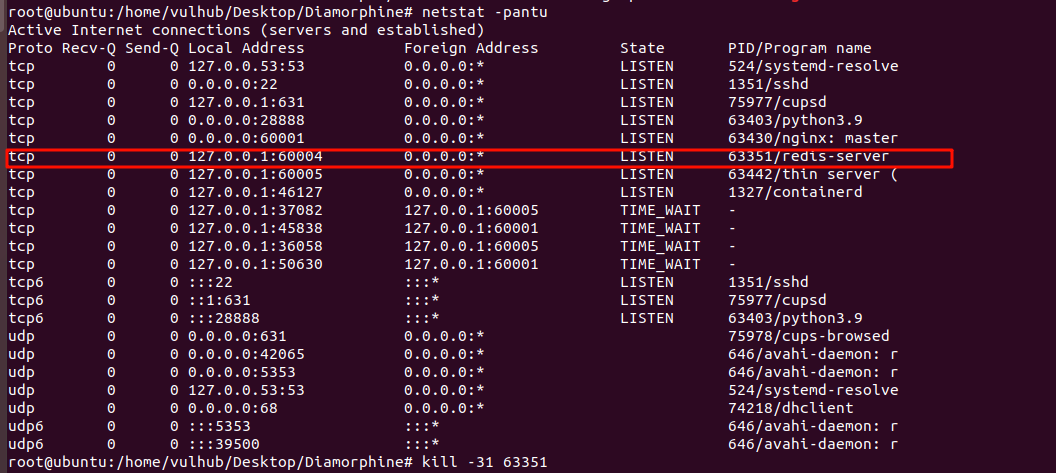 root@ubuntu:/home/vulhub/Desktop/Diamorphine# netstat -pantu
Active Internet connections (servers and established)
Proto Recv-Q Send-Q Local Address           Foreign Address         State       PID/Program name
tcp        0      0 127.0.0.53:53           0.0.0.0:*               LISTEN      524/systemd-resolve
tcp        0      0 0.0.0.0:22              0.0.0.0:*               LISTEN      1351/sshd
tcp        0      0 127.0.0.1:631           0.0.0.0:*               LISTEN      75977/cupsd
tcp        0      0 0.0.0.0:28888           0.0.0.0:*               LISTEN      63403/python3.9
tcp        0      0 0.0.0.0:60001           0.0.0.0:*               LISTEN      63430/nginx: master
tcp        0      0 127.0.0.1:60004         0.0.0.0:*               LISTEN      63351/redis-server
tcp        0      0 127.0.0.1:60005         0.0.0.0:*               LISTEN      63442/thin server (
tcp        0      0 127.0.0.1:46127         0.0.0.0:*               LISTEN      1327/containerd
tcp        0      0 127.0.0.1:37082         127.0.0.1:60005         TIME_WAIT   -
tcp        0      0 127.0.0.1:45838         127.0.0.1:60001         TIME_WAIT   -
tcp        0      0 127.0.0.1:36058         127.0.0.1:60005         TIME_WAIT   -
tcp        0      0 127.0.0.1:50630         127.0.0.1:60001         TIME_WAIT   -
tcp6       0      0 :::22                   :::*                    LISTEN      1351/sshd
tcp6       0      0 ::1:631                 :::*                    LISTEN      75977/cupsd
tcp6       0      0 :::28888                :::*                    LISTEN      63403/python3.9
udp        0      0 0.0.0.0:631             0.0.0.0:*                           75978/cups-browsed
udp        0      0 0.0.0.0:42065           0.0.0.0:*                           646/avahi-daemon: r
udp        0      0 0.0.0.0:5353            0.0.0.0:*                           646/avahi-daemon: r
udp        0      0 127.0.0.53:53           0.0.0.0:*                           524/systemd-resolve
udp        0      0 0.0.0.0:68              0.0.0.0:*                           74218/dhclient
udp6       0      0 :::5353                 :::*                                646/avahi-daemon: r
udp6       0      0 :::39500                :::*                                646/avahi-daemon: r
root@ubuntu:/home/vulhub/Desktop/Diamorphine# kill -31 63351